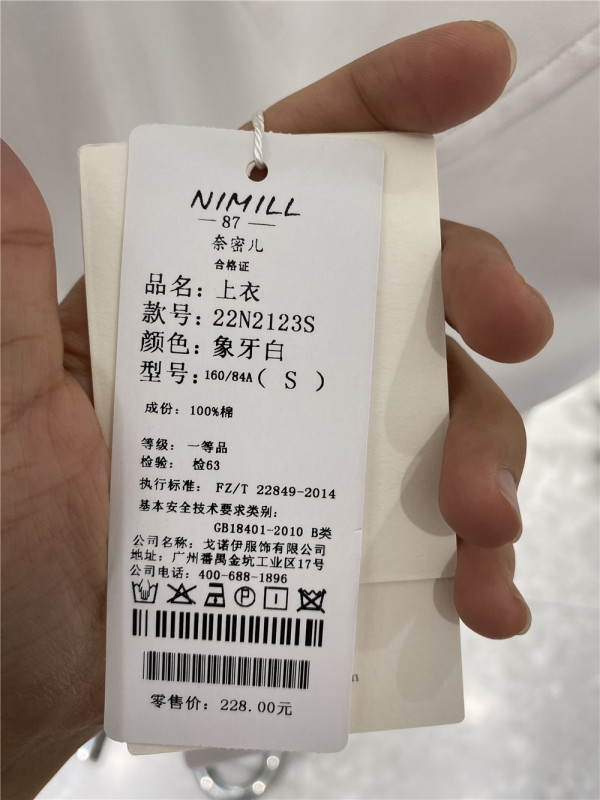 NIMILL
— 87 —
奈密儿
合格证
品名：上衣
款号：22N2123S
颜色：象牙白
型号：160/84A（ S ）
成份：100%棉
等级：一等品
检验： 检63
执行标准： FZ/T 22849-2014
基本安全技术要求类别：
GB18401-2010 B类
公司名称：戈诺伊服饰有限公司
地址：广州番禺金坑工业区17号
公司电话：400-688-1896
P
零售价：228.00元